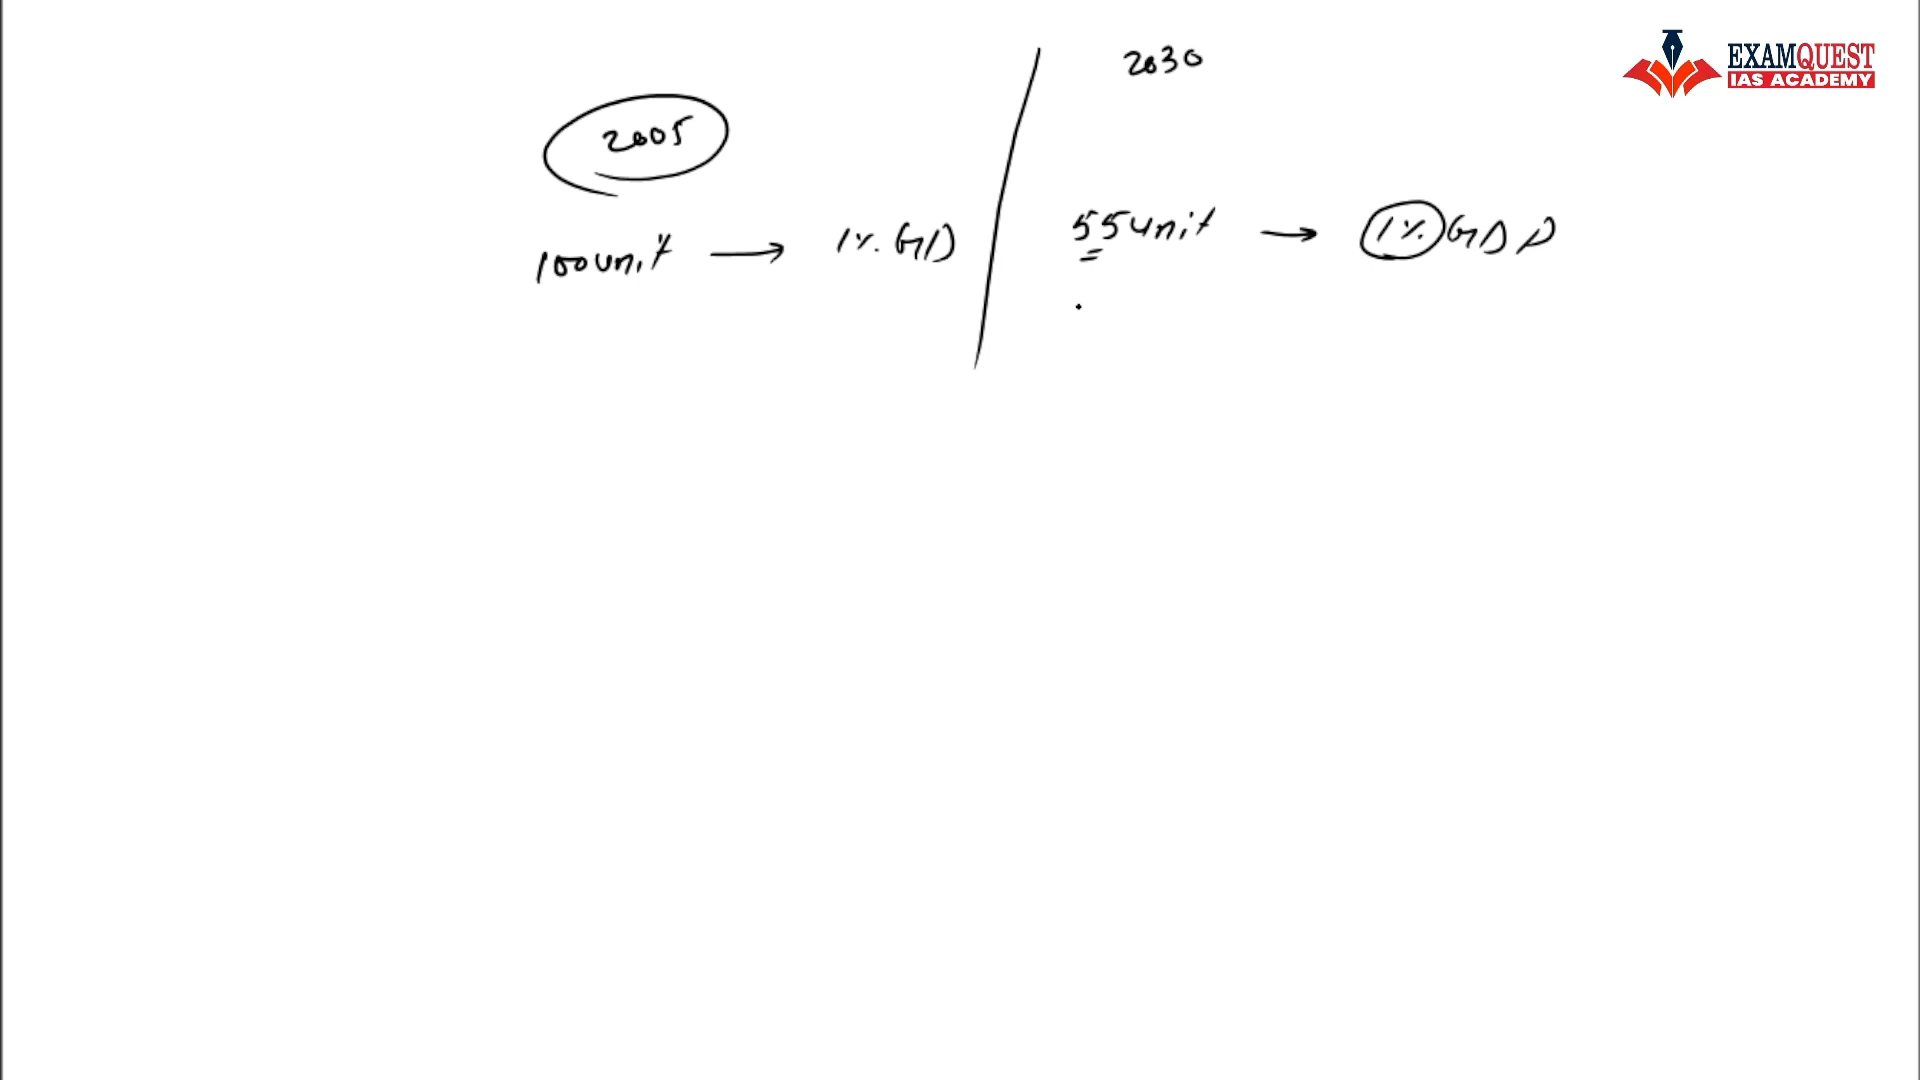 2005
100 unit → 1%. GD
2030
55 unit → 1% GDP
EXAMQUEST
IAS ACADEMY